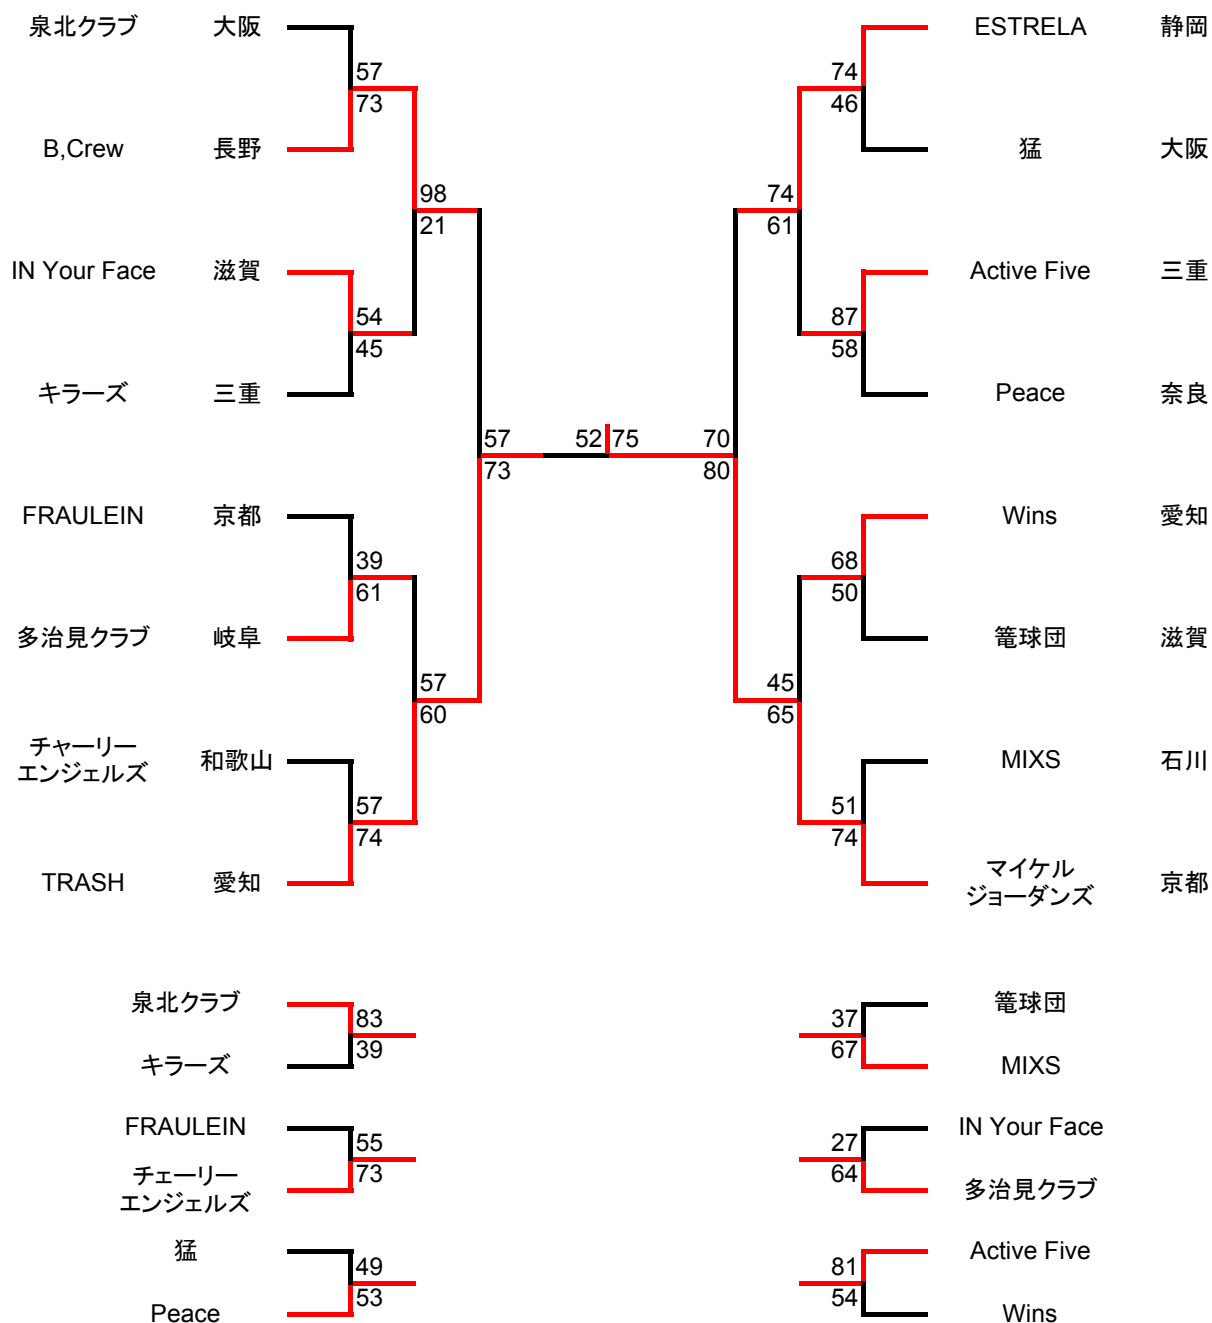 泉北クラブ 大阪 ESTRELA 静岡
57 74
73 46
B,Crew 長野 猛 大阪
98 74
21 61
IN Your Face 滋賀 Active Five 三重
54 87
45 58
キラーズ 三重 Peace 奈良
57 52 75 70
73 80
FRAULEIN 京都 Wins 愛知
39 68
61 50
多治見クラブ 岐阜 篭球団 滋賀
57 45
60 65
チャーリー
エンジェルズ 和歌山 MIXS 石川
57 51
74 74
TRASH 愛知 マイケル
ジョーダンズ 京都
泉北クラブ 篭球団
83 37
39 67
キラーズ MIXS
FRAULEIN IN Your Face
55 27
73 64
チェーリー
エンジェルズ 多治見クラブ
猛 Active Five
49 81
53 54
Peace Wins